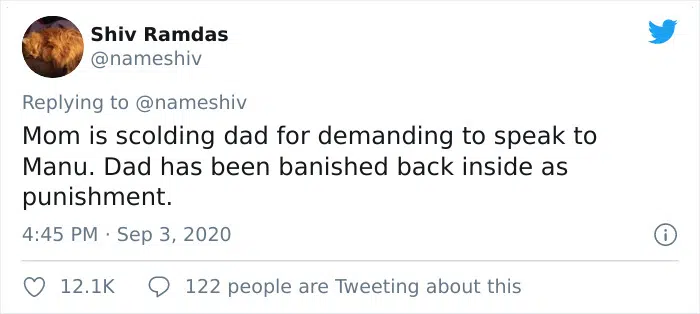 Shiv Ramdas
@nameshiv
Replying to @nameshiv
Mom is scolding dad for demanding to speak to
Manu. Dad has been banished back inside as
punishment.
4:45 PM · Sep 3, 2020
12.1K 122 people are Tweeting about this